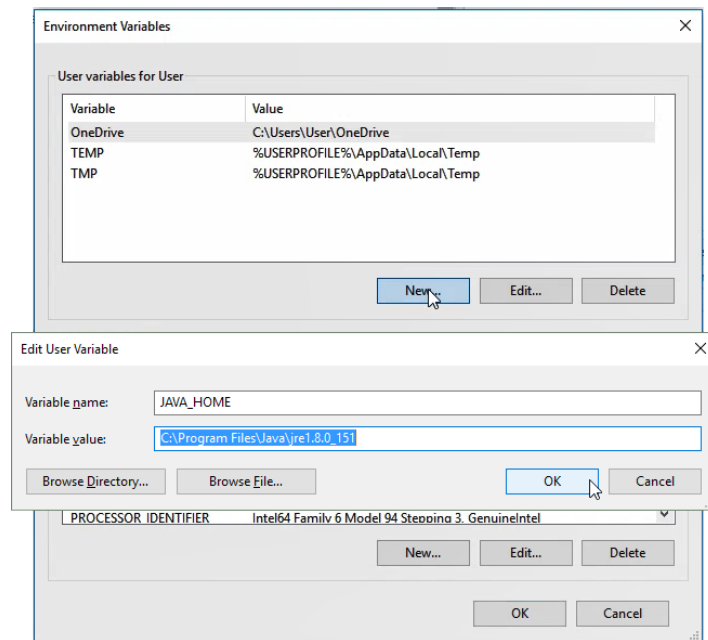 Environment Variables
User variables for User
Variable Value
OneDrive C:\Users\User\OneDrive
TEMP %USERPROFILE%\AppData\Local\Temp
TMP %USERPROFILE%\AppData\Local\Temp
New... Edit... Delete
Edit User Variable
Variable name: JAVA_HOME
Variable value: C:\Program Files\Java\jre1.8.0_151
Browse Directory... Browse File... OK Cancel
PROCESSOR_IDENTIFIER Intel64 Family 6 Model 94 Stepping 3, GenuineIntel
New... Edit... Delete
OK Cancel